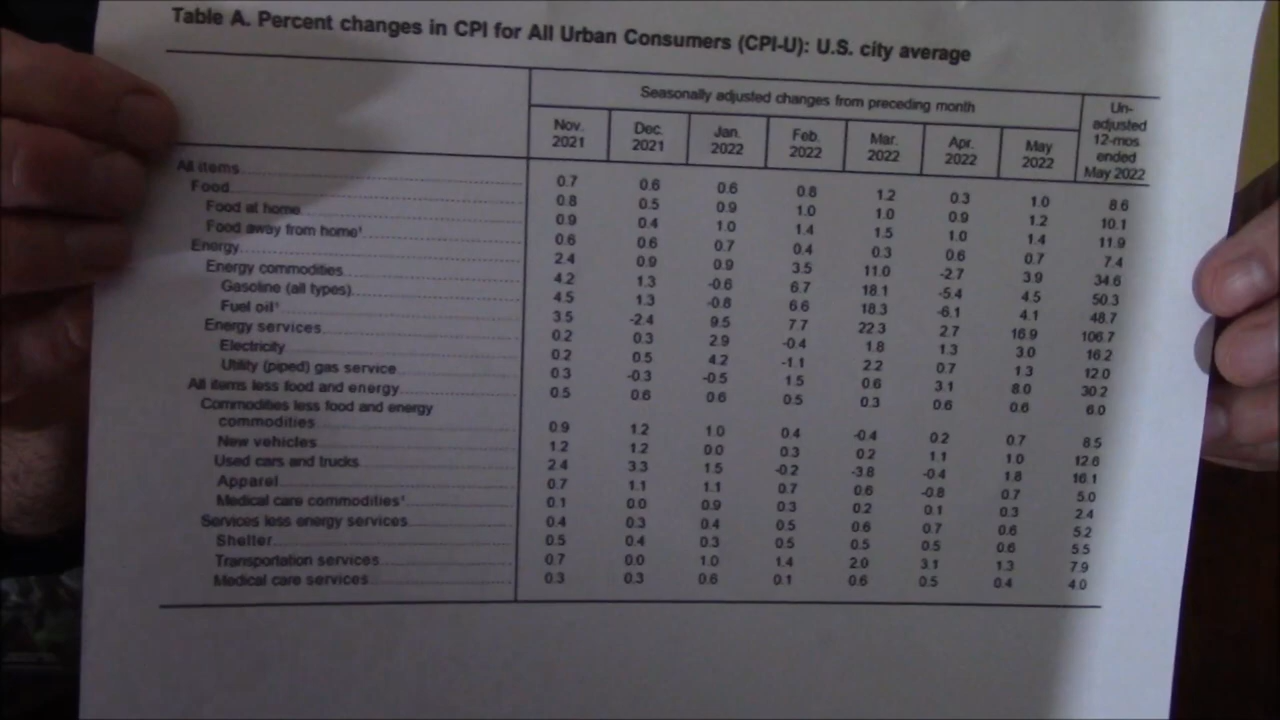 Table A. Percent changes in CPI for All Urban Consumers (CPI-U): U.S. city average
Seasonally adjusted changes from preceding month
Un-
adjusted
12-mos.
ended
May 2022
Nov. 2021 Dec. 2021 Jan. 2022 Feb. 2022 Mar. 2022 Apr. 2022 May 2022
All items 0.7 0.6 0.6 0.8 1.2 0.3 1.0 8.6
Food 0.8 0.5 0.9 1.0 1.0 0.9 1.2 10.1
Food at home 0.9 0.4 1.0 1.4 1.5 1.0 1.4 11.9
Food away from home¹ 0.6 0.6 0.7 0.4 0.3 0.6 0.7 7.4
Energy 2.4 0.9 0.9 3.5 11.0 -2.7 3.9 34.6
Energy commodities 4.2 1.3 -0.6 6.7 18.1 -5.4 4.5 50.3
Gasoline (all types) 4.5 1.3 -0.8 6.6 18.3 -6.1 4.1 48.7
Fuel oil¹ 3.5 -2.4 9.5 7.7 22.3 2.7 16.9 106.7
Energy services 0.2 0.3 2.9 -0.4 1.8 1.3 3.0 16.2
Electricity 0.2 0.5 4.2 -1.1 2.2 0.7 1.3 12.0
Utility (piped) gas service 0.3 -0.3 -0.5 1.5 0.6 3.1 8.0 30.2
All items less food and energy 0.5 0.6 0.6 0.5 0.3 0.6 0.6 6.0
Commodities less food and energy
commodities 0.9 1.2 1.0 0.4 -0.4 0.2 0.7 8.5
New vehicles 1.2 1.2 0.0 0.3 0.2 1.1 1.0 12.6
Used cars and trucks 2.4 3.3 1.5 -0.2 -3.8 -0.4 1.8 16.1
Apparel 0.7 1.1 1.1 0.7 0.6 -0.8 0.7 5.0
Medical care commodities¹ 0.1 0.0 0.9 0.3 0.2 0.1 0.3 2.4
Services less energy services 0.4 0.3 0.4 0.5 0.6 0.7 0.6 5.2
Shelter 0.5 0.4 0.3 0.5 0.5 0.5 0.6 5.5
Transportation services 0.7 0.0 1.0 1.4 2.0 3.1 1.3 7.9
Medical care services 0.3 0.3 0.6 0.1 0.6 0.5 0.4 4.0